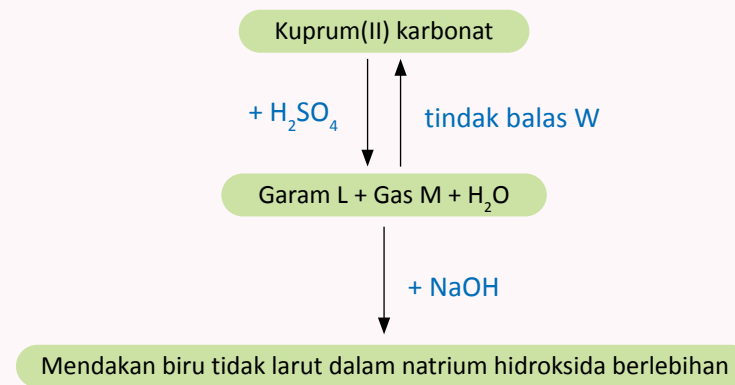 Kuprum(II) karbonat
+ H₂SO₄
tindak balas W
Garam L + Gas M + H₂O
+ NaOH
Mendakan biru tidak larut dalam natrium hidroksida berlebihan